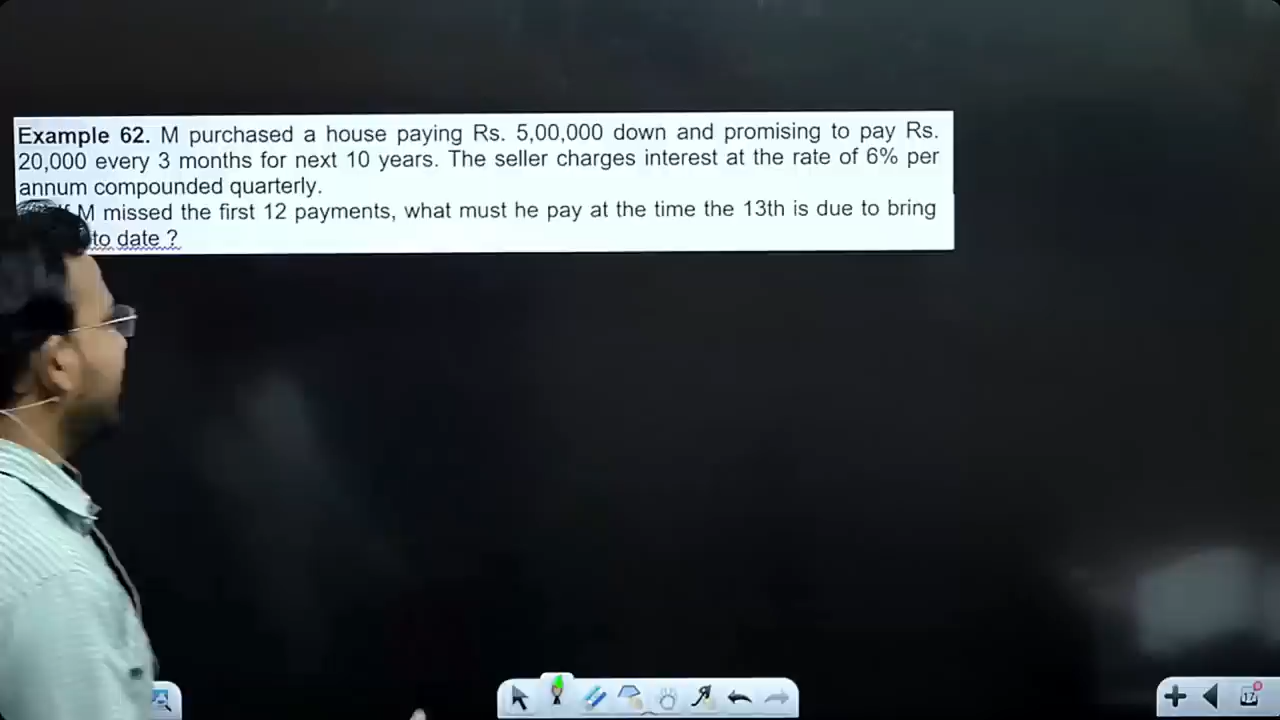 Example 62. M purchased a house paying Rs. 5,00,000 down and promising to pay Rs.
20,000 every 3 months for next 10 years. The seller charges interest at the rate of 6% per
annum compounded quarterly.
M missed the first 12 payments, what must he pay at the time the 13th is due to bring
to date ?
17